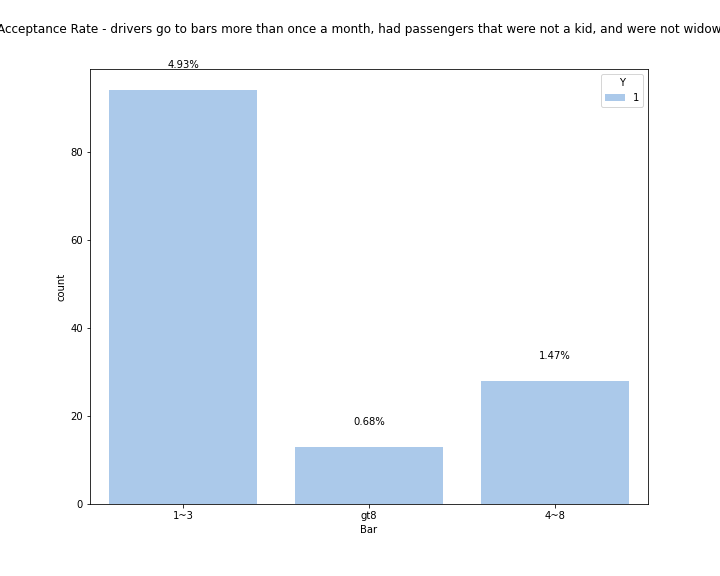 Acceptance Rate - drivers go to bars more than once a month, had passengers that were not a kid, and were not widow
4.93%
Y
1
80
60
count
40
1.47%
20
0.68%
0
1~3 gt8 4~8
Bar